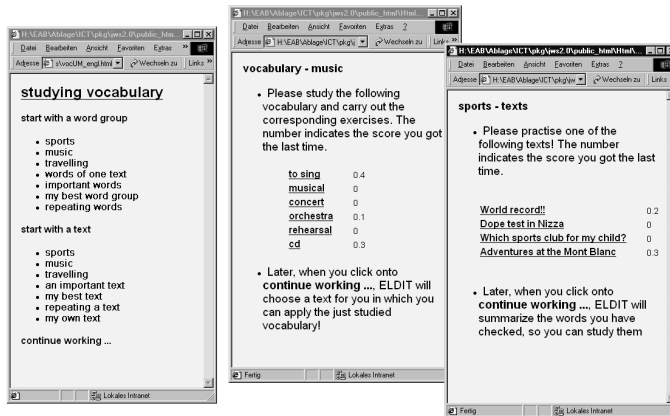 H:\EAB\Ablage\ICT\pkg\jws2.0\public_html\voc...
Datei Bearbeiten Ansicht Favoriten »
Adresse s\vocUM_engl.html Wechseln zu Links »
studying vocabulary
start with a word group
• sports
• music
• travelling
• words of one text
• important words
• my best word group
• repeating words
start with a text
• sports
• music
• travelling
• an important text
• my best text
• repeating a text
• my own text
continue working ...
Lokales Intranet
H:\EAB\Ablage\ICT\pkg\jws2.0\public_html\Html...
Datei Bearbeiten Ansicht Favoriten Extras ?
Adresse H:\EAB\Ablage\ICT\pkg\ Wechseln zu Links »
vocabulary - music
• Please study the following
vocabulary and carry out the
corresponding exercises. The
number indicates the score you got
the last time.
to sing 0.4
musical 0
concert 0
orchestra 0.1
rehearsal 0
cd 0.3
• Later, when you click onto
continue working ..., ELDIT will
choose a text for you in which you
can apply the just studied
vocabulary!
Fertig Lokales Intranet
H:\EAB\Ablage\ICT\pkg\jws2.0\public_html\Html\...
Datei Bearbeiten Ansicht Favoriten Extras ?
Adresse H:\EAB\Ablage\ICT\pkg\jw Wechseln zu Links
sports - texts
• Please practise one of the
following texts! The number
indicates the score you got the last
time.
World record!! 0.2
Dope test in Nizza 0
Which sports club for my child? 0
Adventures at the Mont Blanc 0.3
• Later, when you click onto
continue working ..., ELDIT will
summarize the words you have
checked, so you can study them
Fertig Lokales Intranet